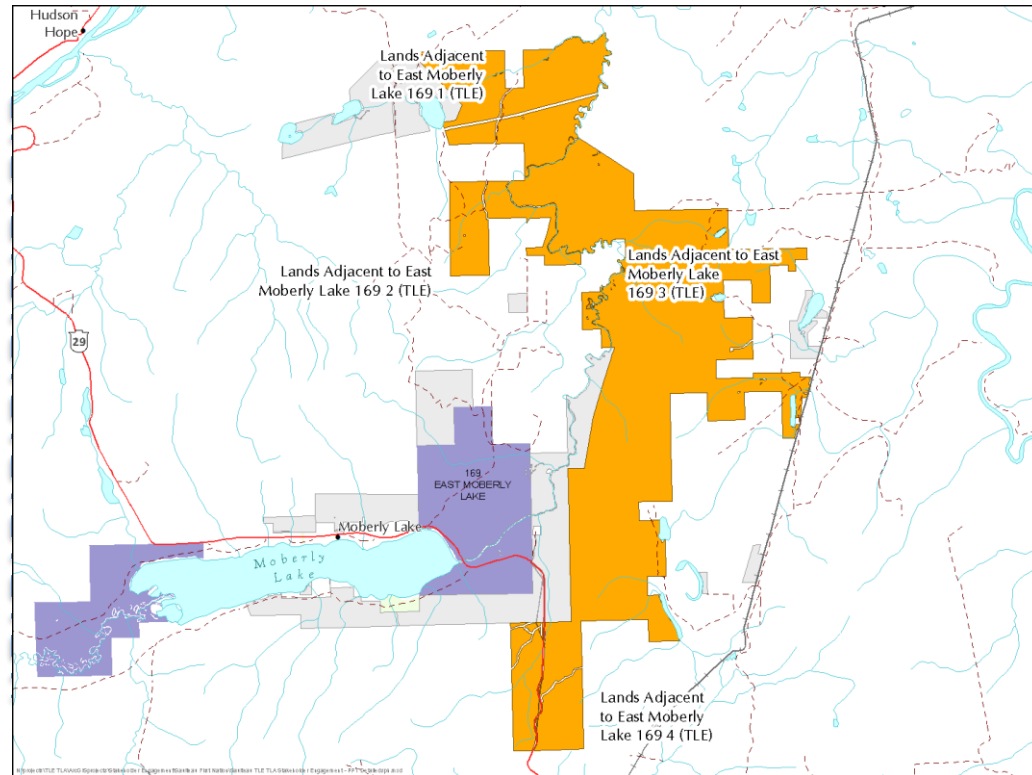 Hudson
Hope
Lands Adjacent
to East Moberly
Lake 169 1 (TLE)
Lands Adjacent to East
Moberly Lake 169 2 (TLE)
Lands Adjacent to East
Moberly Lake
169 3 (TLE)
29
169
EAST MOBERLY
LAKE
Moberly Lake
Moberly
Lake
Lands Adjacent
to East Moberly
Lake 169 4 (TLE)